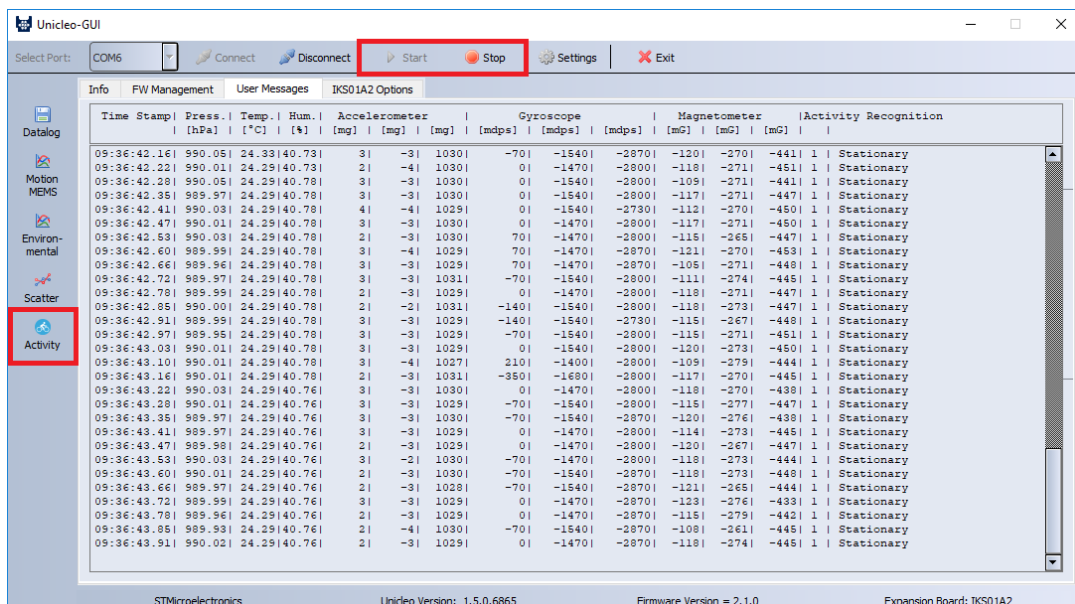 Unicleo-GUI
Select Port: COM6 Connect Disconnect Start Stop Settings Exit
Info FW Management User Messages IKS01A2 Options
Datalog
Motion MEMS
Environ-mental
Scatter
Activity
Time Stamp| Press.| Temp.| Hum.| Accelerometer | Gyroscope | Magnetometer |Activity Recognition
| [hPa] | [°C] | [%] | [mg] | [mg] | [mg] | [mdps] | [mdps] | [mdps] | [mG] | [mG] | [mG] | |
09:36:42.16| 990.05| 24.33|40.73| 3| -3| 1030| -70| -1540| -2870| -120| -270| -441| 1 | Stationary
09:36:42.22| 990.01| 24.29|40.73| 2| -4| 1030| 0| -1540| -2800| -118| -271| -451| 1 | Stationary
09:36:42.28| 990.05| 24.29|40.78| 3| -3| 1030| 0| -1540| -2800| -109| -271| -441| 1 | Stationary
09:36:42.35| 989.97| 24.29|40.78| 3| -3| 1030| 0| -1540| -2800| -117| -271| -447| 1 | Stationary
09:36:42.41| 990.03| 24.29|40.78| 4| -4| 1029| 0| -1540| -2730| -112| -270| -450| 1 | Stationary
09:36:42.47| 990.01| 24.29|40.78| 3| -3| 1030| 0| -1470| -2800| -117| -271| -450| 1 | Stationary
09:36:42.53| 990.03| 24.29|40.78| 2| -3| 1030| 70| -1470| -2800| -115| -265| -447| 1 | Stationary
09:36:42.60| 989.99| 24.29|40.78| 3| -4| 1029| 70| -1470| -2800| -121| -270| -453| 1 | Stationary
09:36:42.66| 989.96| 24.29|40.78| 3| -3| 1029| 70| -1470| -2870| -105| -271| -448| 1 | Stationary
09:36:42.72| 989.97| 24.29|40.78| 3| -3| 1031| -70| -1540| -2800| -111| -274| -445| 1 | Stationary
09:36:42.78| 989.99| 24.29|40.78| 2| -3| 1029| 0| -1470| -2800| -118| -271| -447| 1 | Stationary
09:36:42.85| 990.00| 24.29|40.78| 2| -2| 1031| -140| -1540| -2800| -118| -273| -447| 1 | Stationary
09:36:42.91| 989.99| 24.29|40.78| 3| -3| 1029| -140| -1540| -2730| -115| -267| -448| 1 | Stationary
09:36:42.97| 989.95| 24.29|40.78| 3| -3| 1029| -70| -1540| -2800| -115| -271| -451| 1 | Stationary
09:36:43.03| 990.01| 24.29|40.78| 3| -3| 1029| 0| -1540| -2800| -120| -273| -450| 1 | Stationary
09:36:43.10| 990.01| 24.29|40.78| 3| -4| 1027| 210| -1400| -2800| -109| -279| -444| 1 | Stationary
09:36:43.16| 990.01| 24.29|40.78| 2| -3| 1031| -350| -1680| -2800| -117| -270| -445| 1 | Stationary
09:36:43.22| 990.03| 24.29|40.76| 3| -3| 1030| 0| -1470| -2800| -118| -270| -438| 1 | Stationary
09:36:43.28| 990.01| 24.29|40.76| 3| -3| 1029| -70| -1540| -2800| -115| -277| -447| 1 | Stationary
09:36:43.35| 989.97| 24.29|40.76| 3| -3| 1030| -70| -1540| -2870| -120| -276| -438| 1 | Stationary
09:36:43.41| 989.97| 24.29|40.76| 3| -3| 1029| 0| -1470| -2800| -114| -273| -445| 1 | Stationary
09:36:43.47| 989.98| 24.29|40.76| 2| -3| 1029| 0| -1470| -2800| -120| -267| -447| 1 | Stationary
09:36:43.53| 990.03| 24.29|40.76| 3| -2| 1030| -70| -1470| -2800| -118| -273| -444| 1 | Stationary
09:36:43.60| 990.01| 24.29|40.76| 2| -3| 1030| -70| -1540| -2870| -118| -273| -448| 1 | Stationary
09:36:43.66| 989.97| 24.29|40.76| 2| -3| 1028| -70| -1540| -2870| -121| -265| -444| 1 | Stationary
09:36:43.72| 989.99| 24.29|40.76| 3| -3| 1029| 0| -1470| -2870| -123| -276| -433| 1 | Stationary
09:36:43.78| 989.96| 24.29|40.76| 3| -3| 1029| 0| -1470| -2870| -115| -279| -442| 1 | Stationary
09:36:43.85| 989.93| 24.29|40.76| 2| -4| 1030| -70| -1540| -2870| -108| -261| -445| 1 | Stationary
09:36:43.91| 990.02| 24.29|40.76| 2| -3| 1029| 0| -1470| -2870| -118| -274| -445| 1 | Stationary
STMicroelectronics Unicleo Version: 1.5.0.6865 Firmware Version = 2.1.0 Expansion Board: IKS01A2